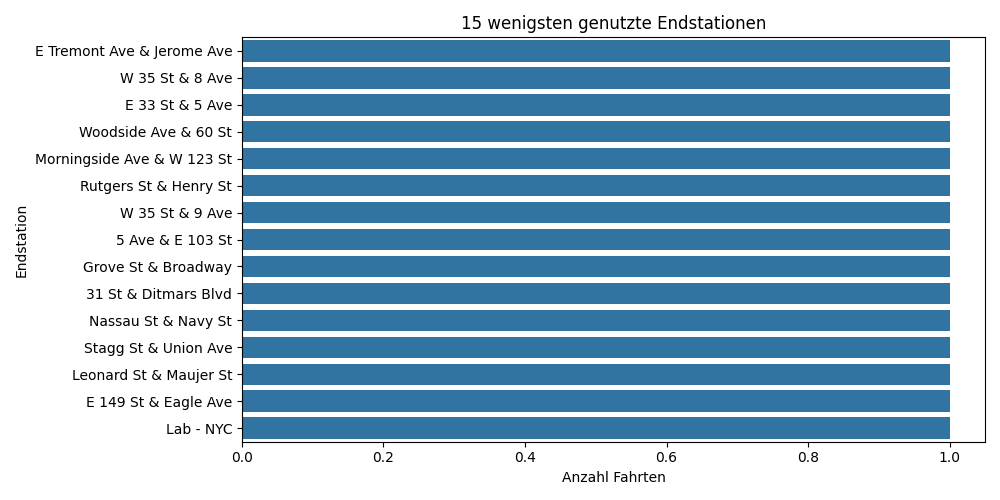 15 wenigsten genutzte Endstationen
E Tremont Ave & Jerome Ave
W 35 St & 8 Ave
E 33 St & 5 Ave
Woodside Ave & 60 St
Morningside Ave & W 123 St
Rutgers St & Henry St
W 35 St & 9 Ave
5 Ave & E 103 St
Grove St & Broadway
31 St & Ditmars Blvd
Nassau St & Navy St
Stagg St & Union Ave
Leonard St & Maujer St
E 149 St & Eagle Ave
Lab - NYC
Endstation
0.0 0.2 0.4 0.6 0.8 1.0
Anzahl Fahrten